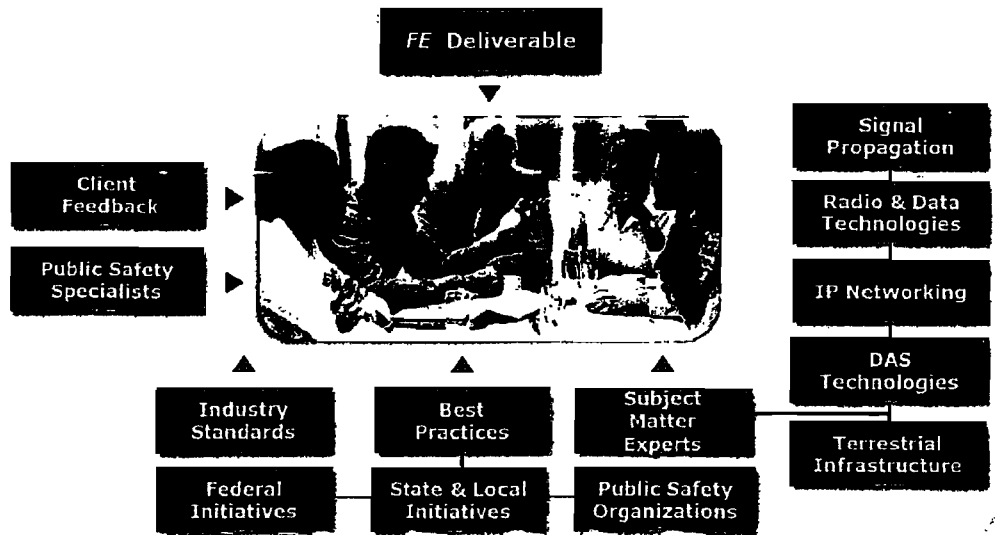 FE Deliverable
Client
Feedback
Public Safety
Specialists
Signal
Propagation
Radio & Data
Technologies
IP Networking
DAS
Technologies
Terrestrial
Infrastructure
Industry
Standards
Best
Practices
Subject
Matter
Experts
Federal
Initiatives
State & Local
Initiatives
Public Safety
Organizations